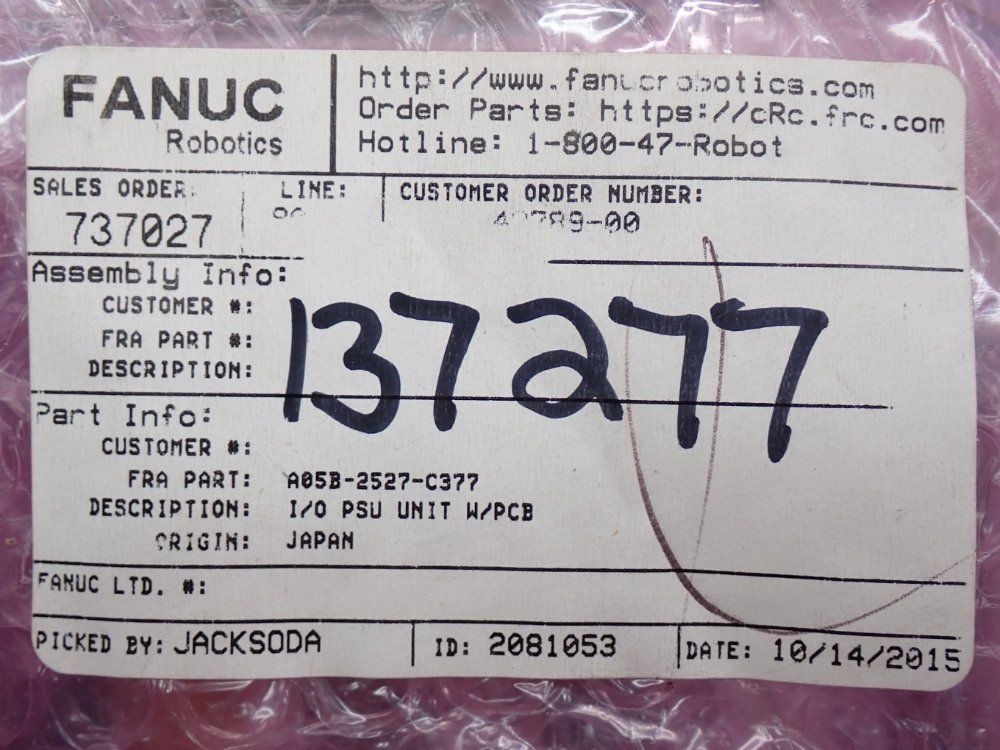 FANUC
Robotics
http://www.fanucrobotics.com
Order Parts: https://cRc.frc.com
Hotline: 1-800-47-Robot
SALES ORDER:
737027
LINE:
CUSTOMER ORDER NUMBER:
Assembly Info:
CUSTOMER #:
FRA PART #:
DESCRIPTION:
137277
Part Info:
CUSTOMER #:
FRA PART: A05B-2527-C377
DESCRIPTION: I/O PSU UNIT W/PCB
ORIGIN: JAPAN
FANUC LTD. #:
PICKED BY: JACKSODA ID: 2081053 DATE: 10/14/2015